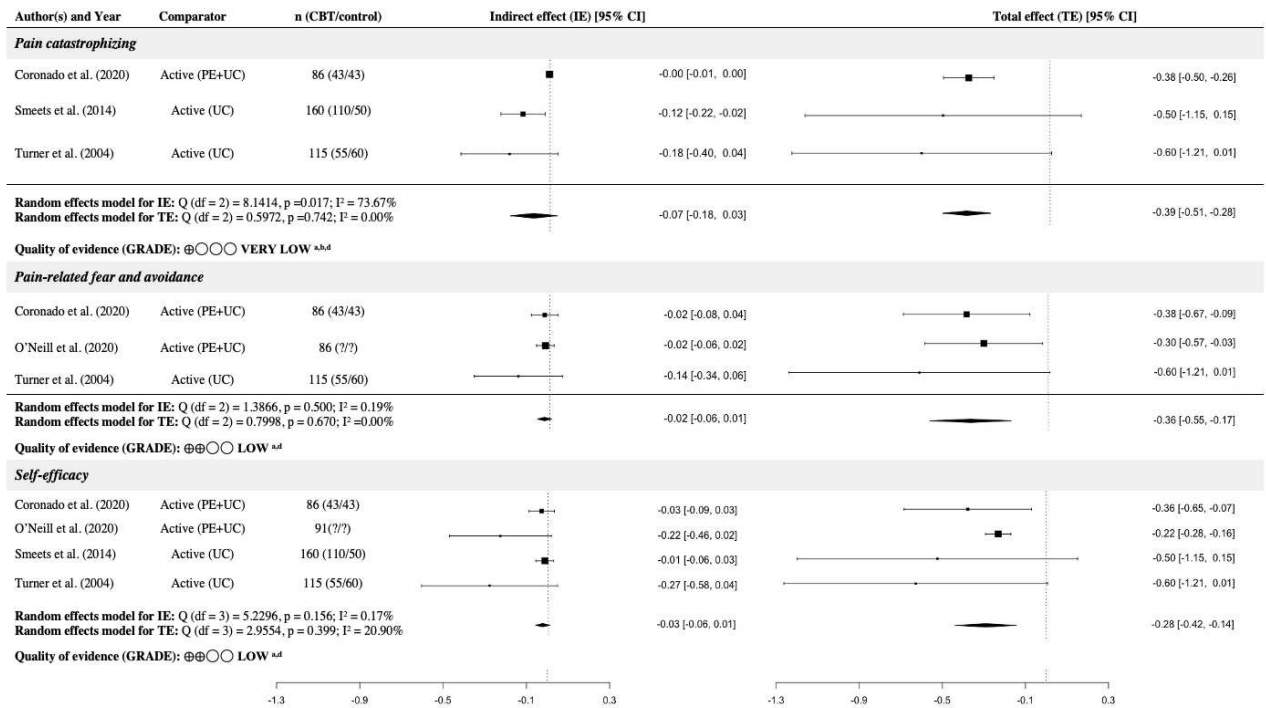 Author(s) and Year Comparator n (CBT/control) Indirect effect (IE) [95% CI] Total effect (TE) [95% CI]
Pain catastrophizing
Coronado et al. (2020) Active (PE+UC) 86 (43/43) -0.00 [-0.01, 0.00] -0.38 [-0.50, -0.26]
Smeets et al. (2014) Active (UC) 160 (110/50) -0.12 [-0.22, -0.02] -0.50 [-1.15, 0.15]
Turner et al. (2004) Active (UC) 115 (55/60) -0.18 [-0.40, 0.04] -0.60 [-1.21, 0.01]
Random effects model for IE: Q (df = 2) = 8.1414, p =0.017; I² = 73.67%
Random effects model for TE: Q (df = 2) = 0.5972, p =0.742; I² = 0.00%
-0.07 [-0.18, 0.03] -0.39 [-0.51, -0.28]
Quality of evidence (GRADE): ⊕◯◯◯ VERY LOW a,b,d
Pain-related fear and avoidance
Coronado et al. (2020) Active (PE+UC) 86 (43/43) -0.02 [-0.08, 0.04] -0.38 [-0.67, -0.09]
O’Neill et al. (2020) Active (PE+UC) 86 (?/?) -0.02 [-0.06, 0.02] -0.30 [-0.57, -0.03]
Turner et al. (2004) Active (UC) 115 (55/60) -0.14 [-0.34, 0.06] -0.60 [-1.21, 0.01]
Random effects model for IE: Q (df = 2) = 1.3866, p = 0.500; I² = 0.19%
Random effects model for TE: Q (df = 2) = 0.7998, p = 0.670; I² =0.00%
-0.02 [-0.06, 0.01] -0.36 [-0.55, -0.17]
Quality of evidence (GRADE): ⊕⊕◯◯ LOW a,d
Self-efficacy
Coronado et al. (2020) Active (PE+UC) 86 (43/43) -0.03 [-0.09, 0.03] -0.36 [-0.65, -0.07]
O’Neill et al. (2020) Active (PE+UC) 91(?/?) -0.22 [-0.46, 0.02] -0.22 [-0.28, -0.16]
Smeets et al. (2014) Active (UC) 160 (110/50) -0.01 [-0.06, 0.03] -0.50 [-1.15, 0.15]
Turner et al. (2004) Active (UC) 115 (55/60) -0.27 [-0.58, 0.04] -0.60 [-1.21, 0.01]
Random effects model for IE: Q (df = 3) = 5.2296, p = 0.156; I² = 0.17%
Random effects model for TE: Q (df = 3) = 2.9554, p = 0.399; I² = 20.90%
-0.03 [-0.06, 0.01] -0.28 [-0.42, -0.14]
Quality of evidence (GRADE): ⊕⊕◯◯ LOW a,d
-1.3 -0.9 -0.5 -0.1 0.3 -1.3 -0.9 -0.5 -0.1 0.3